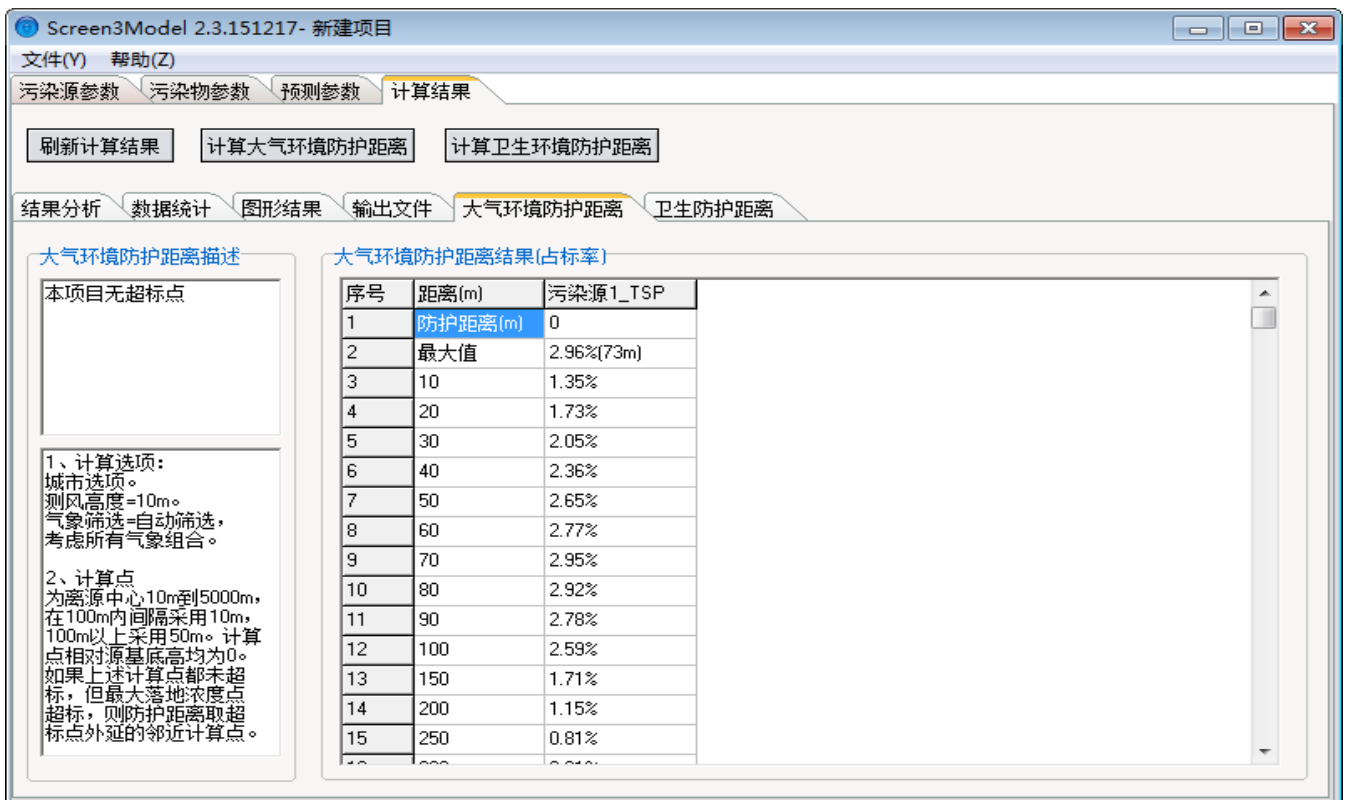 Screen3Model 2.3.151217- 新建项目
文件(Y) 帮助(Z)
污染源参数 污染物参数 预测参数 计算结果
刷新计算结果 计算大气环境防护距离 计算卫生环境防护距离
结果分析 数据统计 图形结果 输出文件 大气环境防护距离 卫生防护距离
大气环境防护距离描述
本项目无超标点
1、计算选项：
城市选项。
测风高度=10m。
气象筛选=自动筛选，
考虑所有气象组合。
2、计算点
为离源中心10m到5000m，
在100m内间隔采用10m，
100m以上采用50m。计算
点相对源基底高均为0。
如果上述计算点都未超
标，但最大落地浓度点
超标，则防护距离取超
标点外延的邻近计算点。
大气环境防护距离结果(占标率)
序号 距离(m) 污染源1_TSP
1 防护距离(m) 0
2 最大值 2.96%(73m)
3 10 1.35%
4 20 1.73%
5 30 2.05%
6 40 2.36%
7 50 2.65%
8 60 2.77%
9 70 2.95%
10 80 2.92%
11 90 2.78%
12 100 2.59%
13 150 1.71%
14 200 1.15%
15 250 0.81%